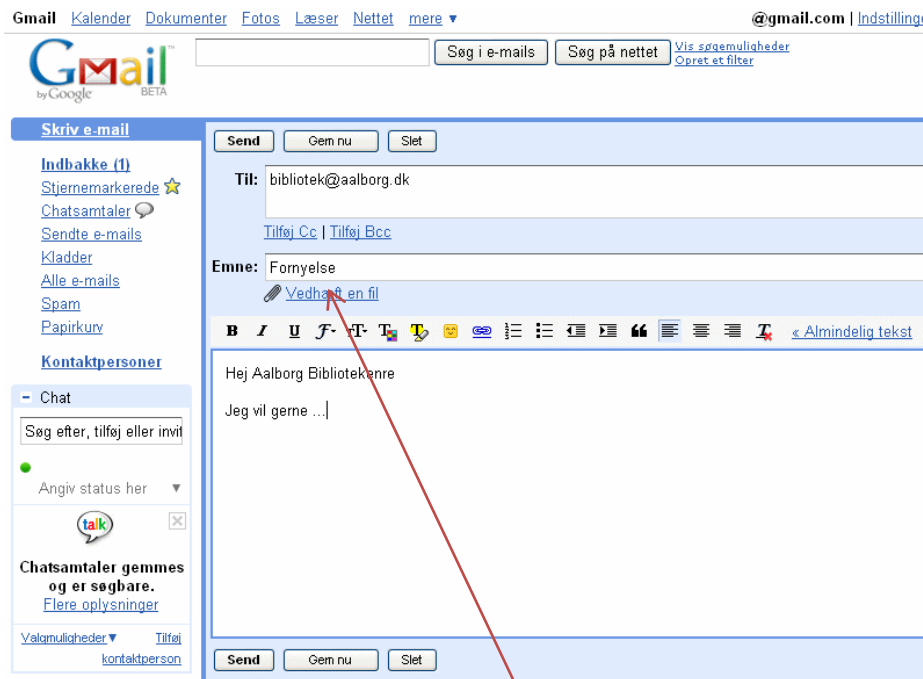 Gmail Kalender Dokumenter Fotos Læser Nettet mere ▼ @gmail.com | Indstillinge
Gmail™
by Google BETA
Søg i e-mails Søg på nettet Vis søgemuligheder
Opret et filter
Skriv e-mail
Indbakke (1)
Stjernemarkerede
Chatsamtaler
Sendte e-mails
Kladder
Alle e-mails
Spam
Papirkurv
Kontaktpersoner
− Chat
Søg efter, tilføj eller invit
Angiv status her ▼
talk
Chatsamtaler gemmes
og er søgbare.
Flere oplysninger
Valgmuligheder▼ Tilføj
kontaktperson
Send Gem nu Slet
Til: bibliotek@aalborg.dk
Tilføj Cc | Tilføj Bcc
Emne: Fornyelse
Vedhæft en fil
B I U F T T T T « Almindelig tekst
Hej Aalborg Bibliotekenre
Jeg vil gerne ...
Send Gem nu Slet